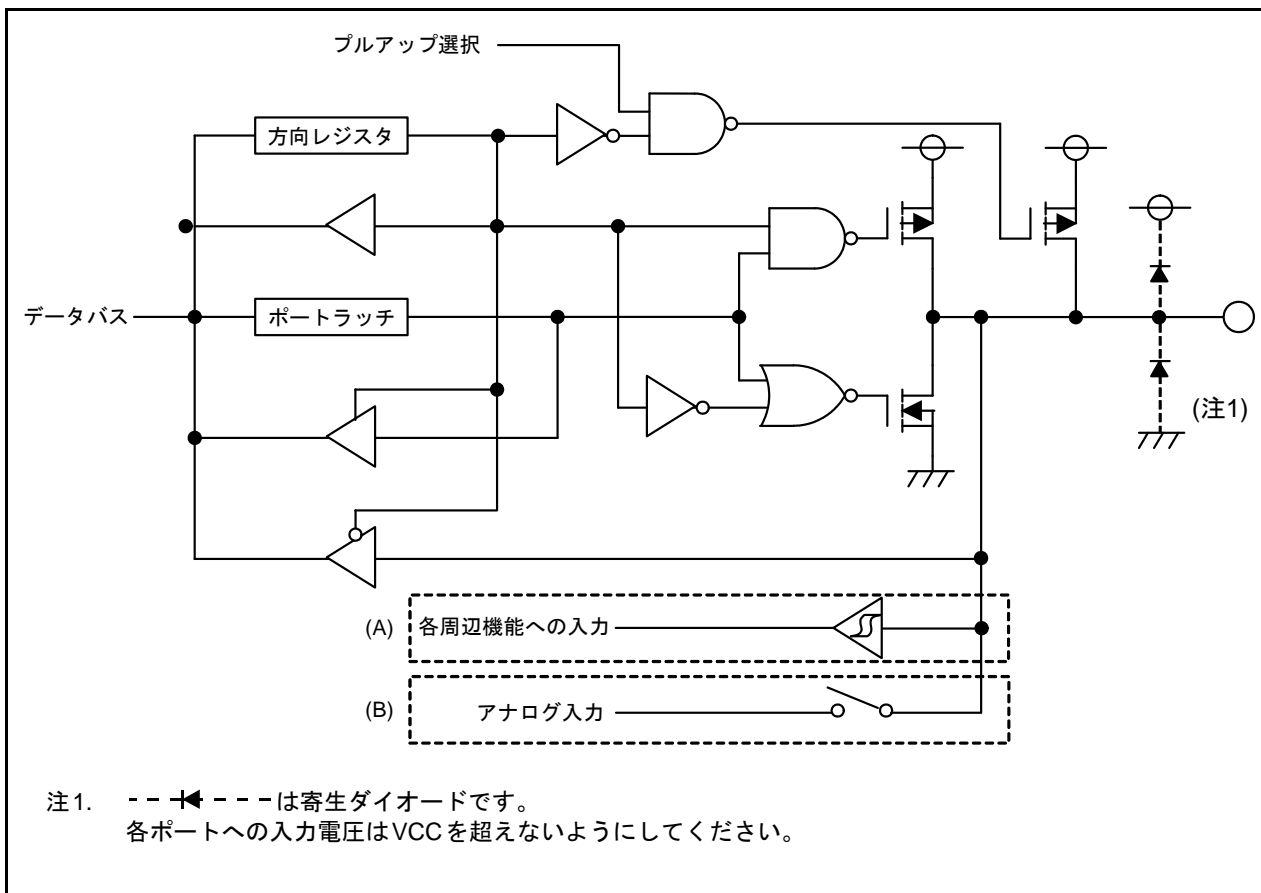 プルアップ選択
方向レジスタ
データバス
ポートラッチ
(注1)
(A) 各周辺機能への入力
(B) アナログ入力
注1. は寄生ダイオードです。
各ポートへの入力電圧はVCCを超えないようにしてください。